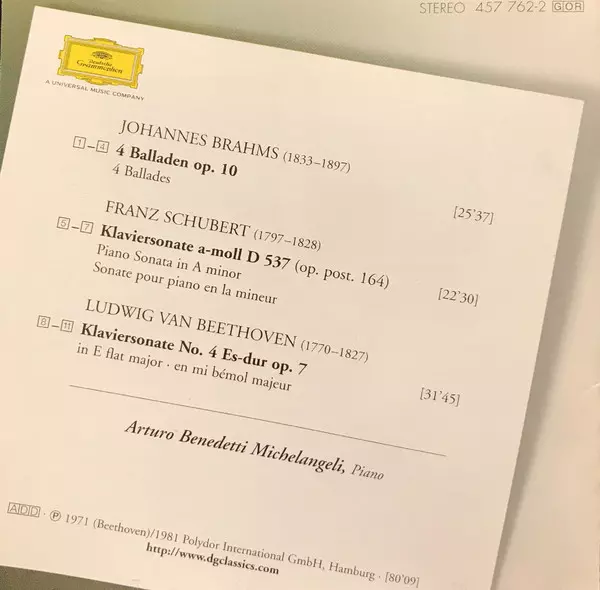 STEREO 457 762-2 GOR
Deutsche
Grammophon
A UNIVERSAL MUSIC COMPANY
JOHANNES BRAHMS (1833–1897)
1–4 4 Balladen op. 10
4 Ballades
[25'37]
FRANZ SCHUBERT (1797–1828)
5–7 Klaviersonate a-moll D 537 (op. post. 164)
Piano Sonata in A minor
[22'30]
Sonate pour piano en la mineur
LUDWIG VAN BEETHOVEN (1770–1827)
8–11 Klaviersonate No. 4 Es-dur op. 7
in E flat major · en mi bémol majeur
[31'45]
Arturo Benedetti Michelangeli, Piano
ADD · ℗ 1971 (Beethoven)/1981 Polydor International GmbH, Hamburg · [80'09]
http://www.dgclassics.com